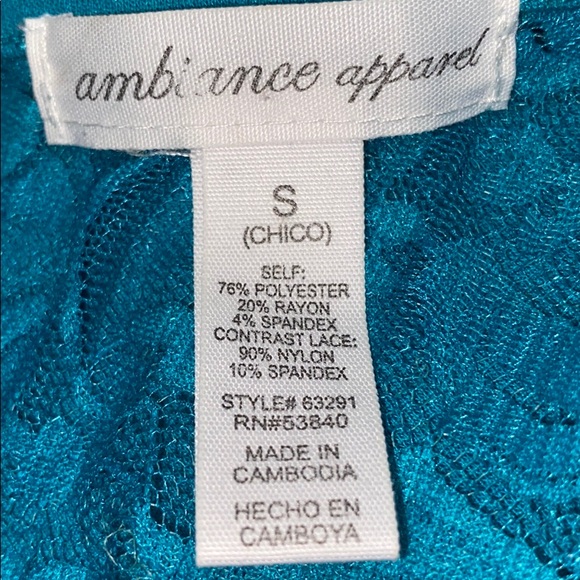 ambiance apparel
S
(CHICO)
SELF:
76% POLYESTER
20% RAYON
4% SPANDEX
CONTRAST LACE:
90% NYLON
10% SPANDEX
STYLE# 63291
RN#53840
MADE IN
CAMBODIA
HECHO EN
CAMBOYA